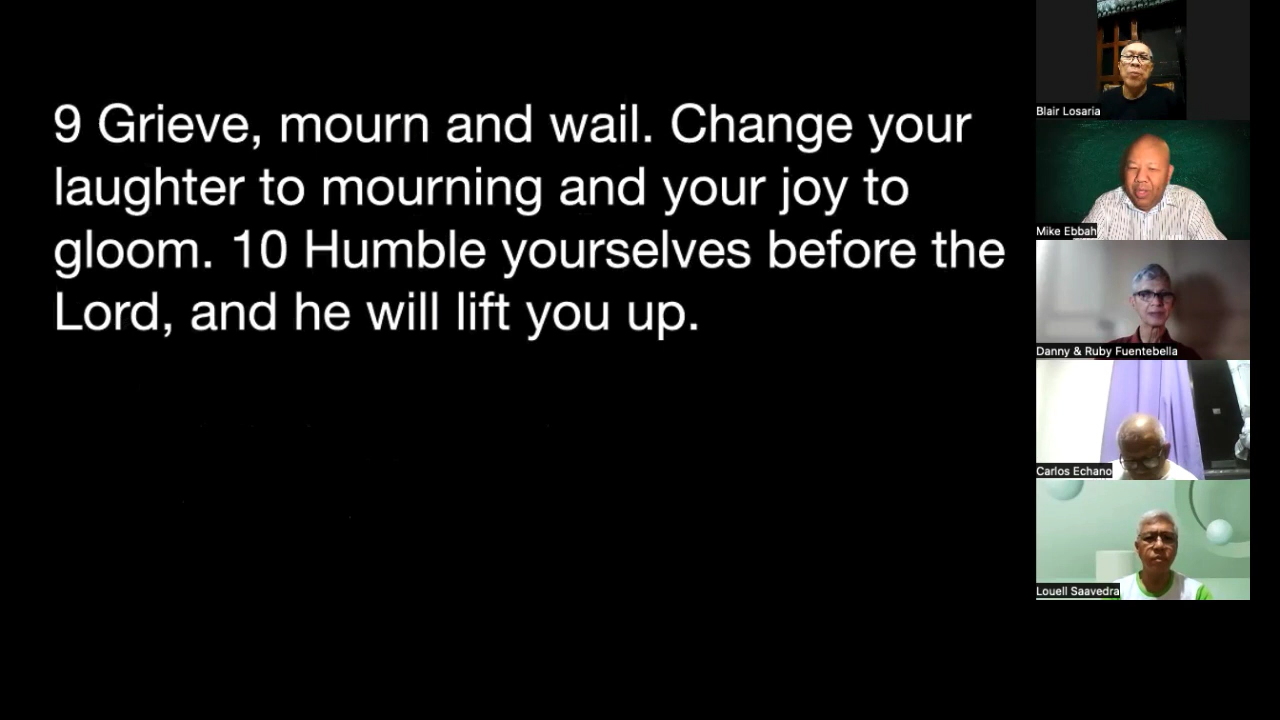 9 Grieve, mourn and wail. Change your
laughter to mourning and your joy to
gloom. 10 Humble yourselves before the
Lord, and he will lift you up.
Blair Losaria
Mike Ebbah
Danny & Ruby Fuentebella
Carlos Echano
Louell Saavedra